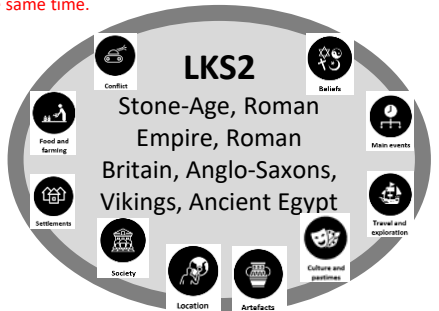 same time.
LKS2
Stone-Age, Roman
Empire, Roman
Britain, Anglo-Saxons,
Vikings, Ancient Egypt
Conflict
Beliefs
Food and
farming
Main events
Settlements
Travel and
exploration
Society
Culture and
pastimes
Location
Artefacts